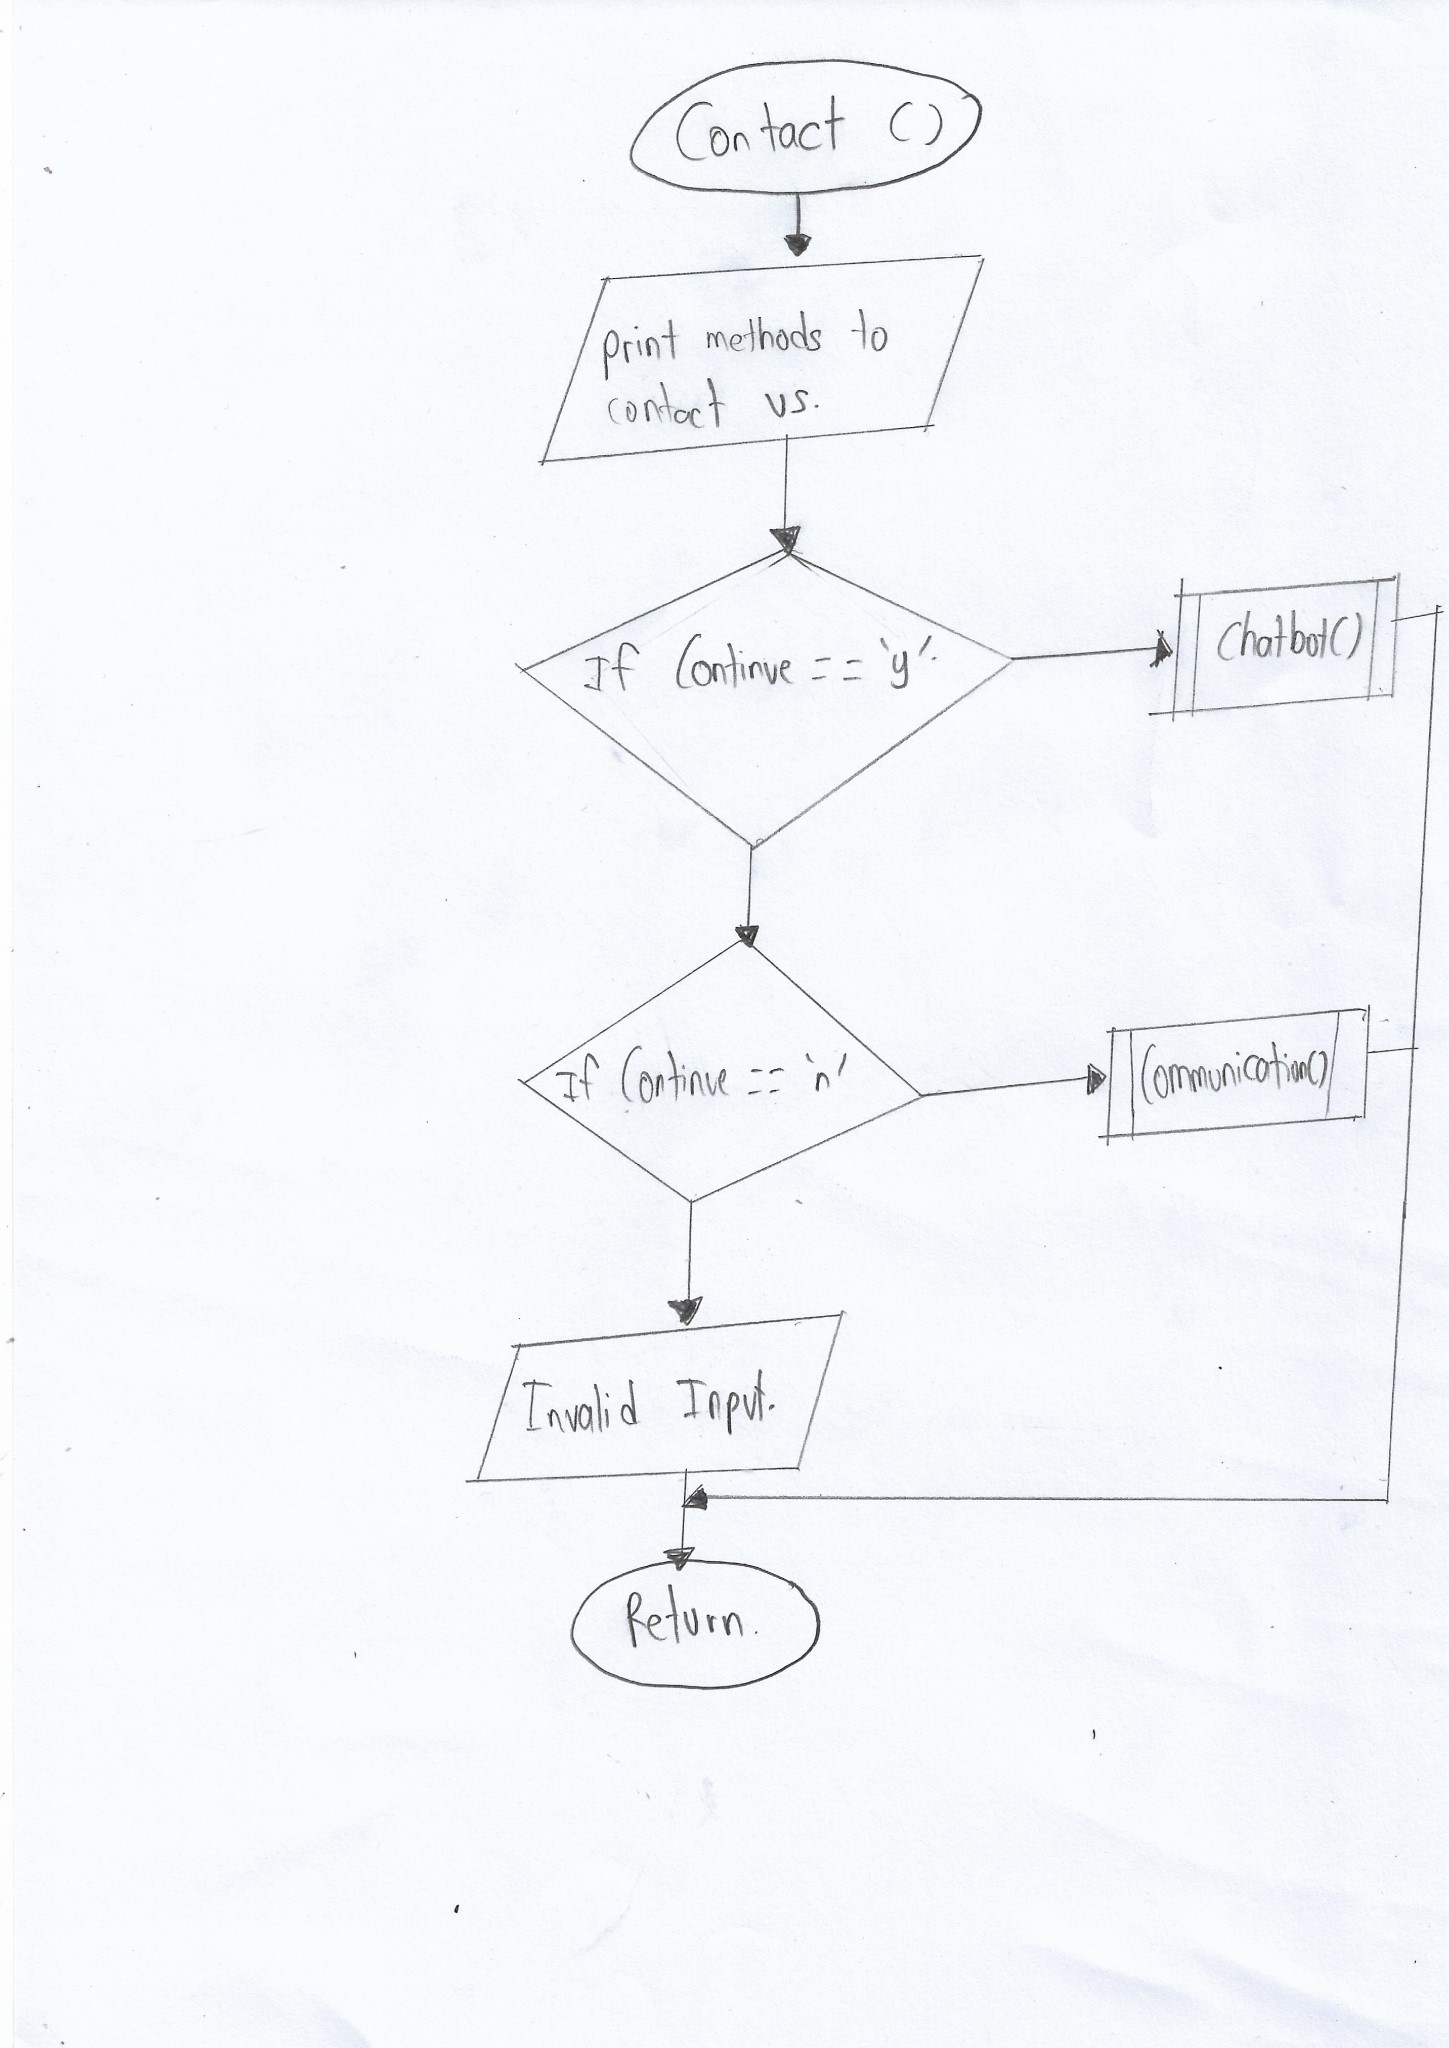 Contact ()
print methods to
contact us.
If Continue == 'y'.
Chatbot()
If Continue == 'n'
Communication()
Invalid Input.
Return.